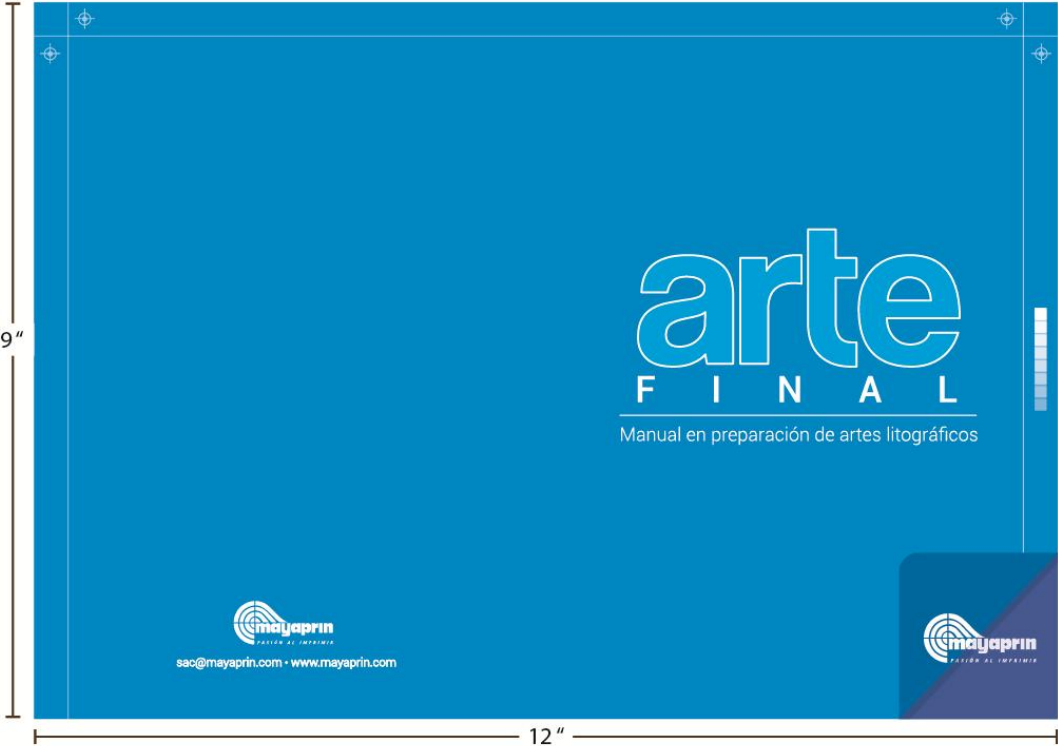 arte
FINAL
Manual en preparación de artes litográficos
9"
mayaprin
PASIÓN AL IMPRIMIR
sac@mayaprin.com • www.mayaprin.com
mayaprin
PASIÓN AL IMPRIMIR
12"